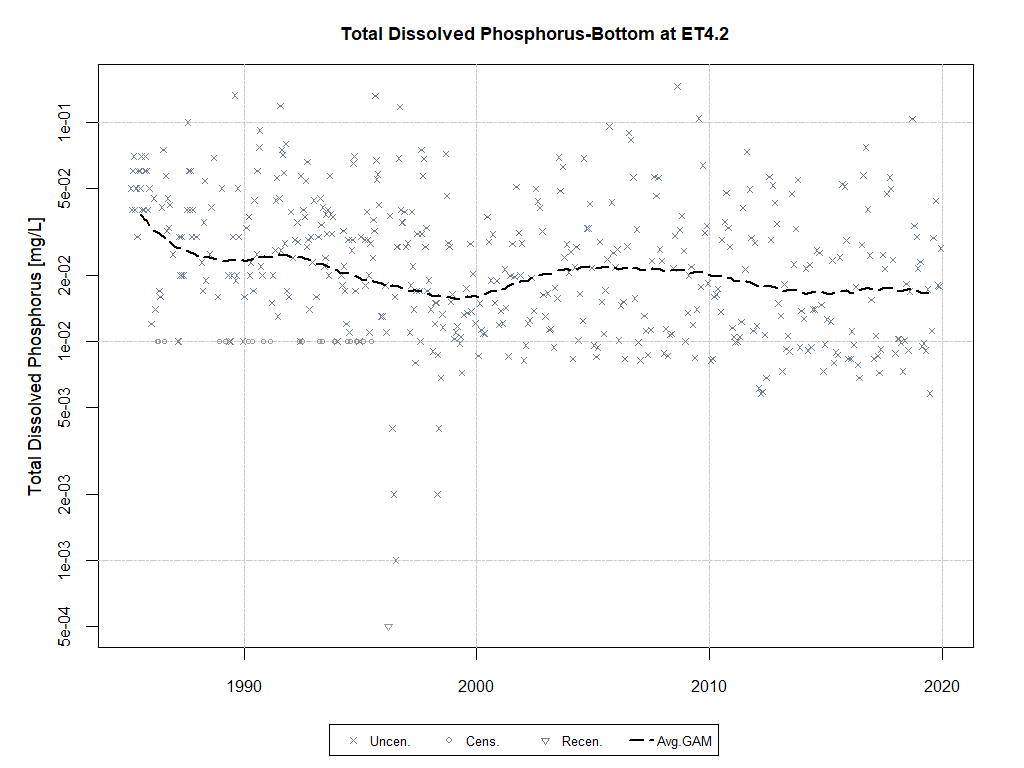 Total Dissolved Phosphorus-Bottom at ET4.2
Total Dissolved Phosphorus [mg/L]
1e-01
5e-02
2e-02
1e-02
5e-03
2e-03
1e-03
5e-04
1990 2000 2010 2020
Uncen. Cens. Recen. Avg.GAM